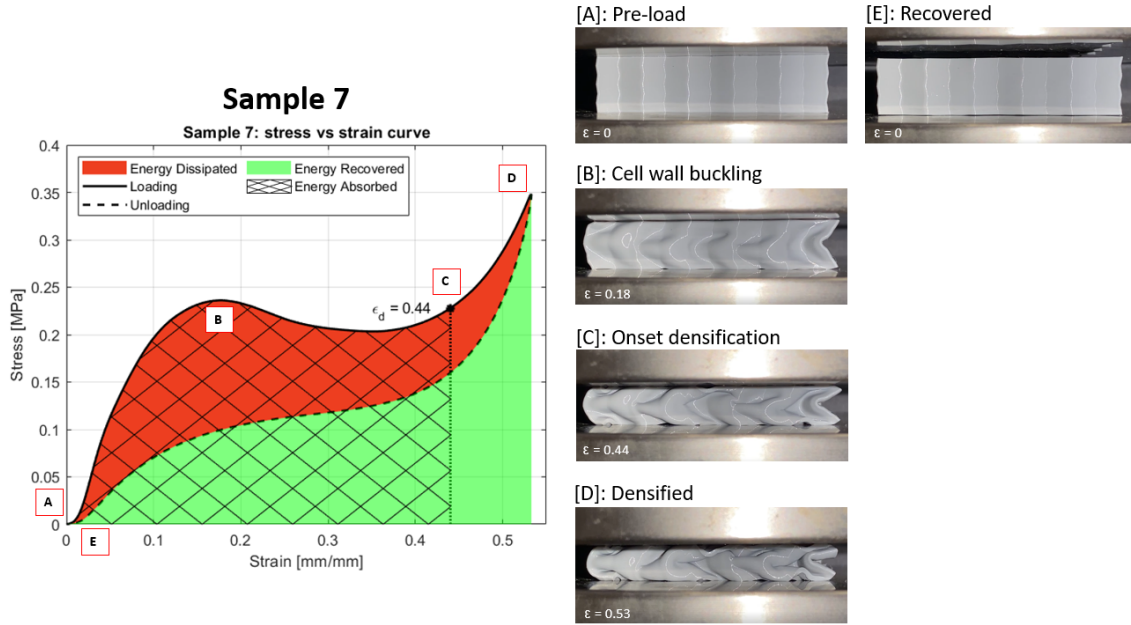 Sample 7
Sample 7: stress vs strain curve
Energy Dissipated
Energy Recovered
Loading
Energy Absorbed
Unloading
0.4
0.35
0.3
0.25
0.2
0.15
0.1
0.05
0
Stress [MPa]
A
B
C
D
E
ϵd = 0.44
0
0.1
0.2
0.3
0.4
0.5
Strain [mm/mm]
[A]: Pre-load
ε = 0
[E]: Recovered
ε = 0
[B]: Cell wall buckling
ε = 0.18
[C]: Onset densification
ε = 0.44
[D]: Densified
ε = 0.53